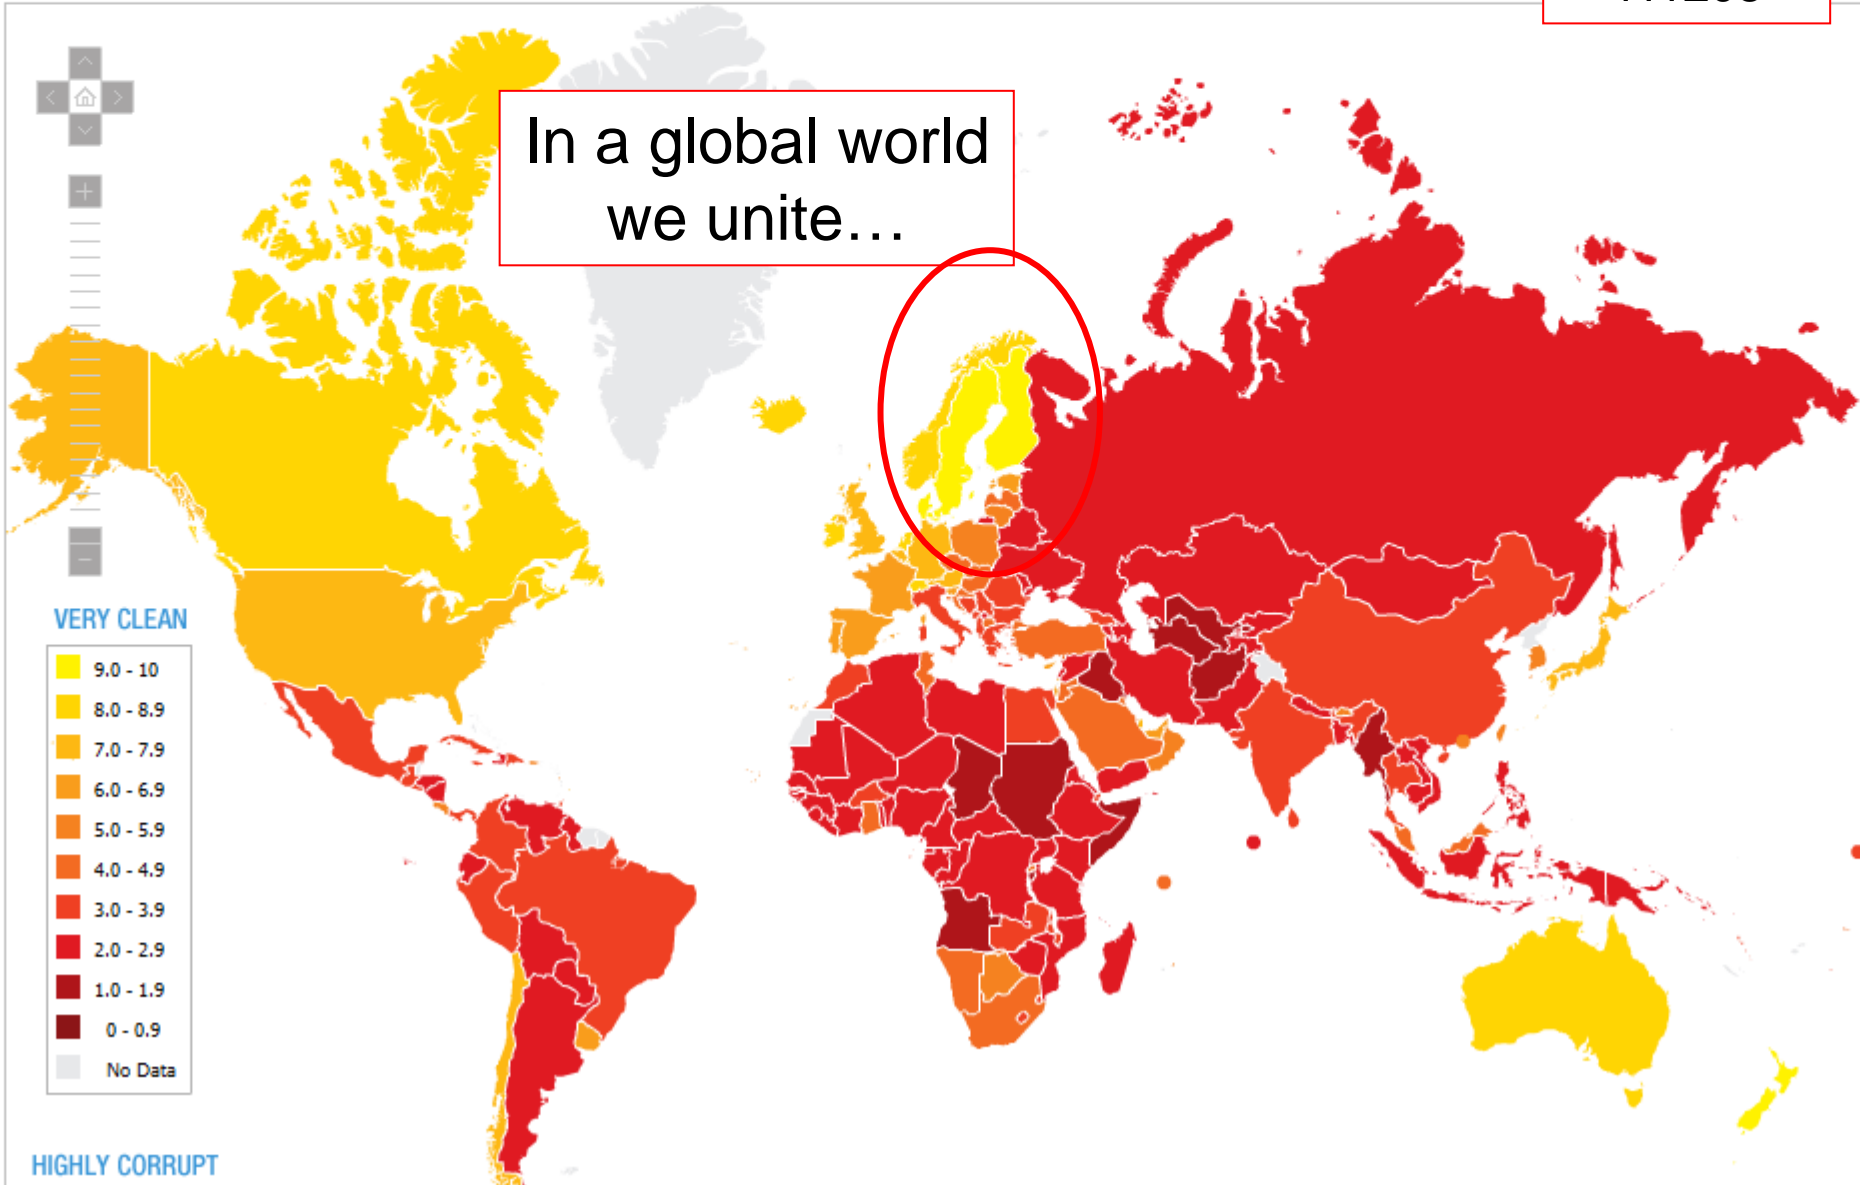 In a global world
we unite…
VERY CLEAN
9.0 - 10
8.0 - 8.9
7.0 - 7.9
6.0 - 6.9
5.0 - 5.9
4.0 - 4.9
3.0 - 3.9
2.0 - 2.9
1.0 - 1.9
0 - 0.9
No Data
HIGHLY CORRUPT